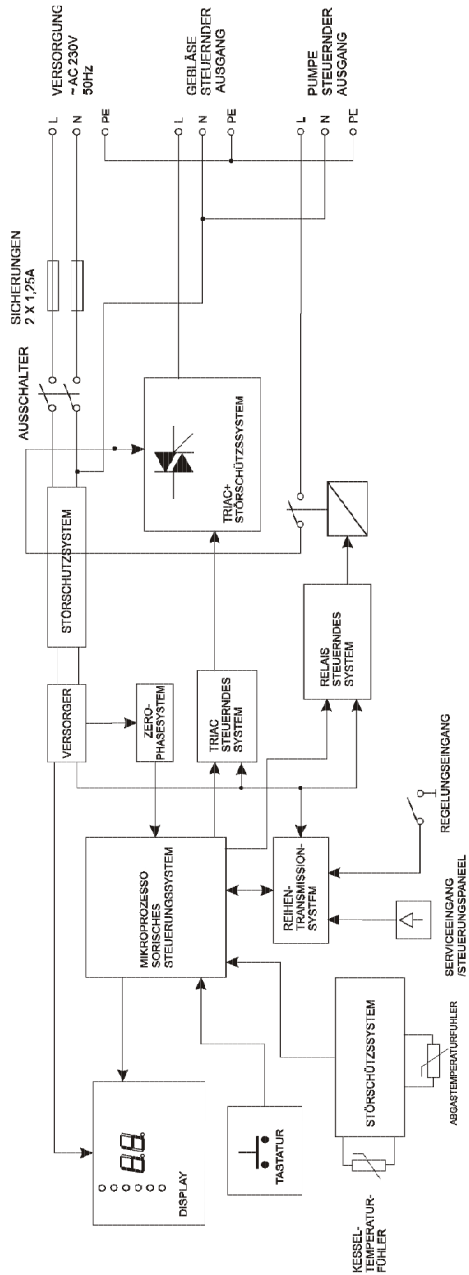 VERSORGUNG
~ AC 230V
50Hz
L
N
PE
GEBLÄSE
STEUERNDER
AUSGANG
L
N
PE
PUMPE
STEUERNDER
AUSGANG
L
N
PE
SICHERUNGEN
2 X 1,25A
AUSSCHALTER
STÖRSCHUTZSYSTEM
TRIAC+
STÖRSCHÜTZSSYSTEM
VERSORGER
ZERO-
PHASESYSTEM
TRIAC
STEUERNDES
SYSTEM
RELAIS
STEUERNDES
SYSTEM
MIKROPROZESSO
SORISCHES
STEUERUNGSSYSTEM
REIHEN-
TRANSMISSION-
SYSTEM
REGELUNGSEINGANG
SERVICEEINGANG
/STEUERUNGSPANEEL
DISPLAY
TASTATUR
STÖRSCHÜTZSSYSTEM
ABGASTEMPERATURFÜHLER
KESSEL-
TEMPERATUR-
FÜHLER